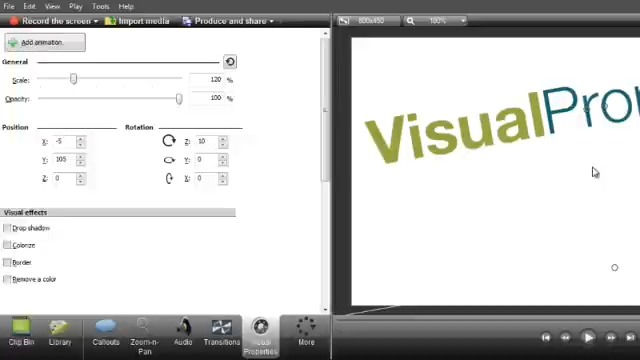 File Edit View Play Tools Help
Record the screen Import media Produce and share
800x450 100%
Add animation
General
Scale: 120 %
Opacity: 100 %
Position Rotation
X: -5 Z: 10
Y: 105 Y: 0
Z: 0 X: 0
Visual effects
Drop shadow
Colorize
Border
Remove a color
Clip Bin Library Callouts Zoom-n-Pan Audio Transitions Visual Properties More
VisualPro